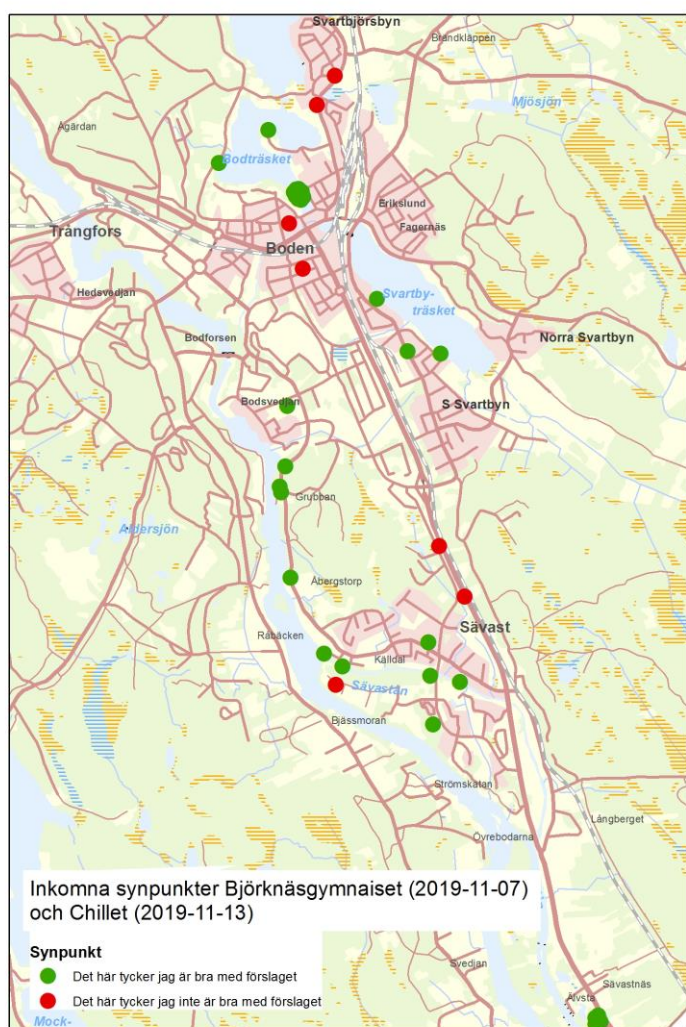 Svartbjörsbyn
Brandkläppen
Mjösjön
Ågärdan
Bodträsket
Erikslund
Fagernäs
Trångfors
Boden
Hedsvedjan
Svartby-
träsket
Bodforsen
Norra Svartbyn
Bodsvedjan
S Svartbyn
Grubban
Aldersjön
Åbergstorp
Råbäcken
Sävast
Källdal
Sävastån
Bjässmoran
Strömskatan
Långberget
Övrebodarna
Inkomna synpunkter Björknäsgymnaiset (2019-11-07)
och Chillet (2019-11-13)
Synpunkt
Det här tycker jag är bra med förslaget
Det här tycker jag inte är bra med förslaget
Svedjan
Sävastnäs
Älvsta
Mock-